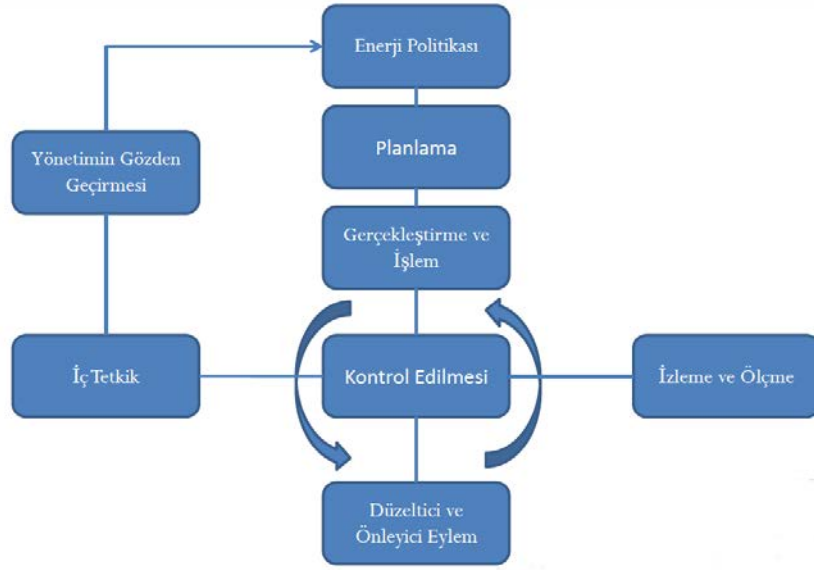 Enerji Politikası
Planlama
Yönetimin Gözden
Geçirmesi
Gerçekleştirme ve
İşlem
İç Tetkik
Kontrol Edilmesi
İzleme ve Ölçme
Düzeltici ve
Önleyici Eylem